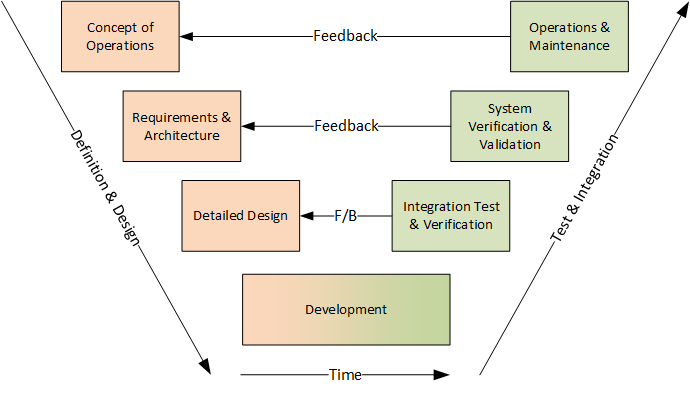 Concept of
Operations
Feedback
Operations &
Maintenance
Requirements &
Architecture
Feedback
System
Verification &
Validation
Definition & Design
Test & Integration
Detailed Design
F/B
Integration Test
& Verification
Development
Time